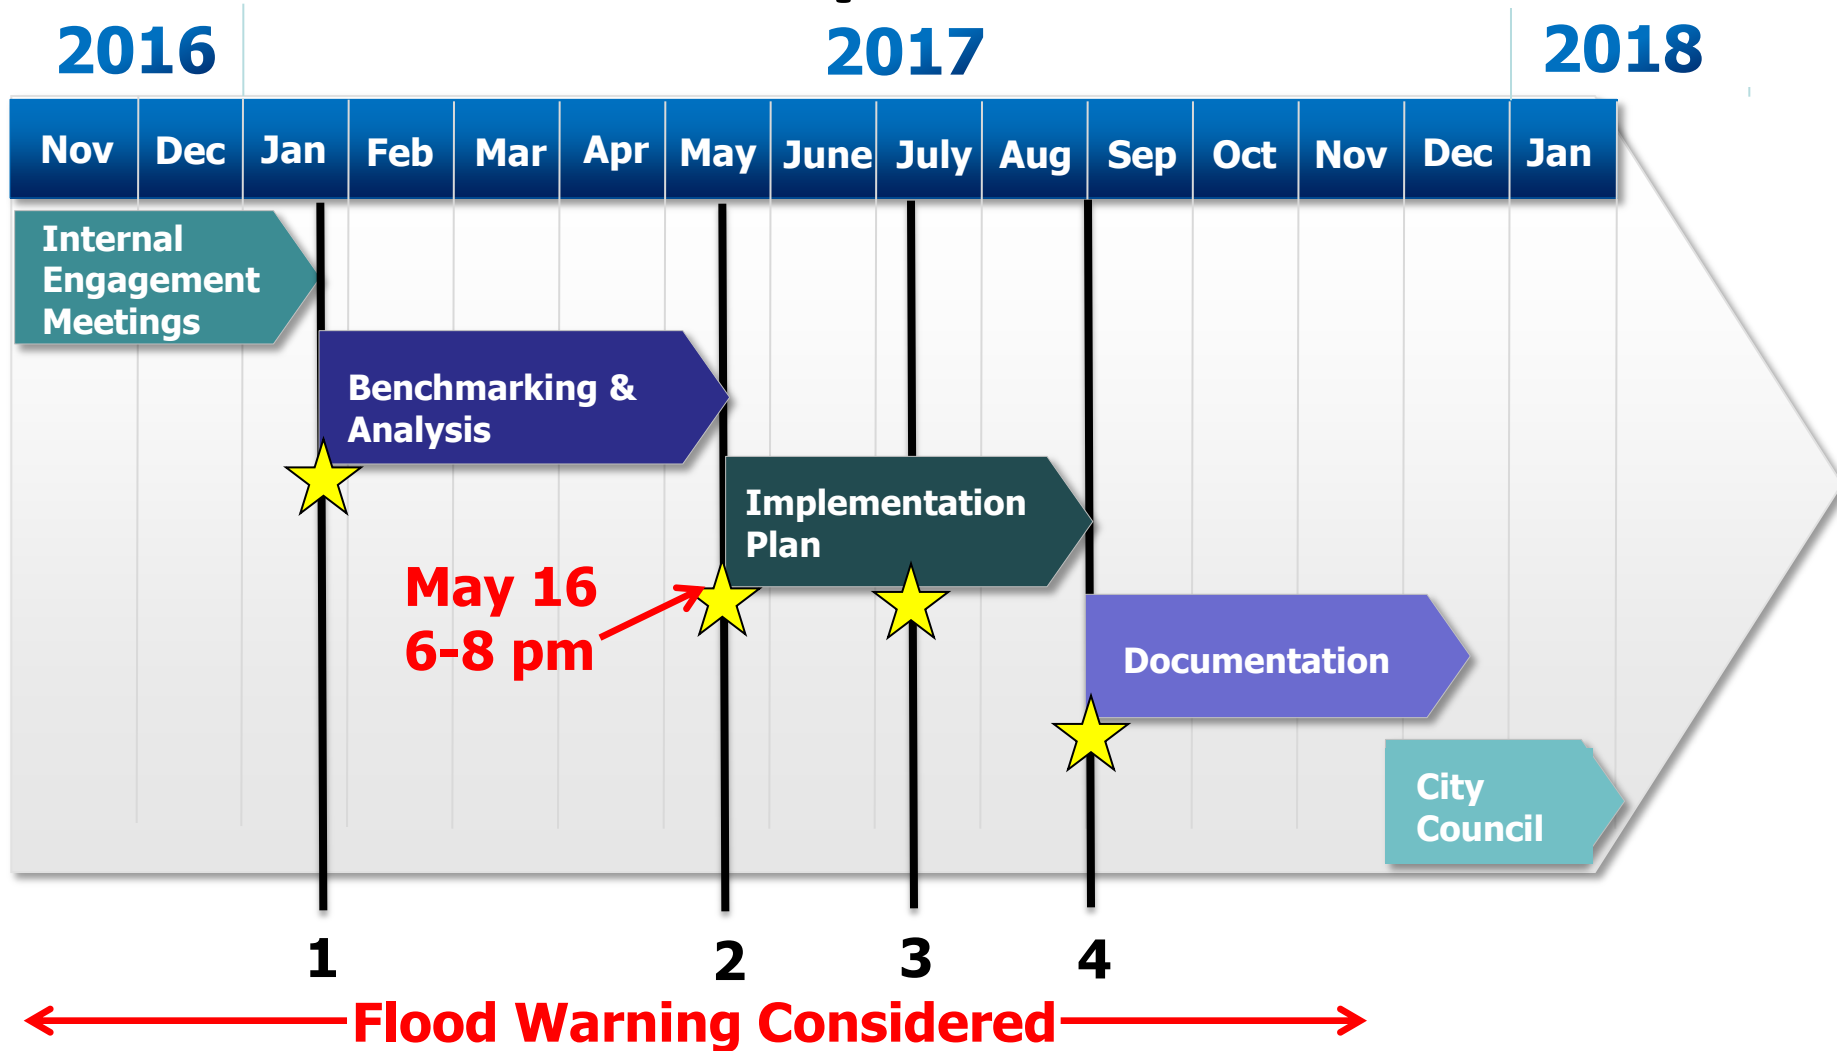 2016 2017 2018
Nov Dec Jan Feb Mar Apr May June July Aug Sep Oct Nov Dec Jan
Internal
Engagement
Meetings
Benchmarking &
Analysis
Implementation
Plan
May 16
6-8 pm
Documentation
City
Council
1 2 3 4
Flood Warning Considered